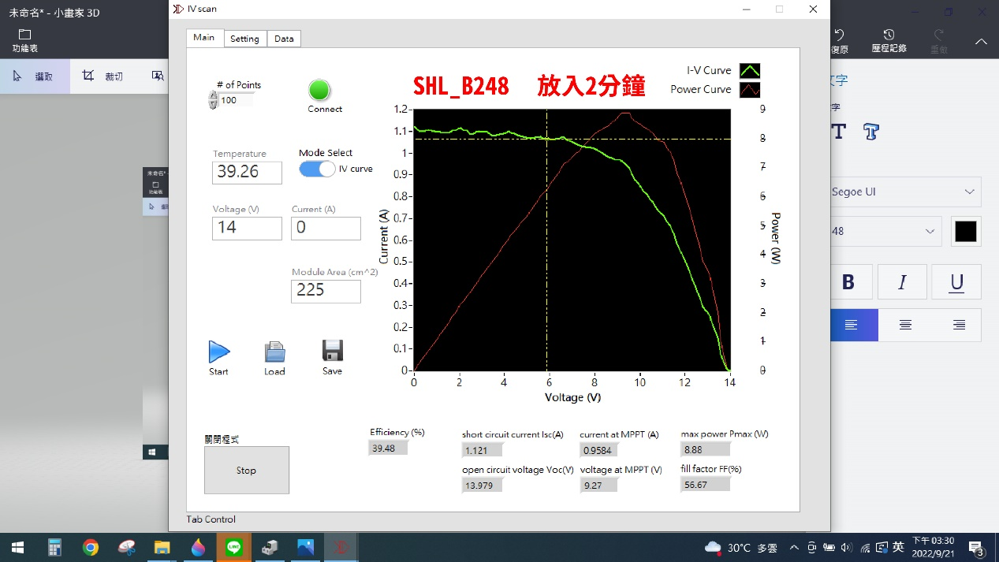 未命名* - 小畫家 3D
功能表
選取
裁切
復原
歷程記錄
重做
文字
Segoe UI
48
B
I
U
未命名* -
功能表
IV scan
Main
Setting
Data
# of Points
100
Connect
SHL_B248 放入2分鐘
I-V Curve
Power Curve
Temperature
39.26
Mode Select
IV curve
Voltage (V)
14
Current (A)
0
Module Area (cm^2)
225
Start
Load
Save
Current (A)
1.2
1.1
1
0.9
0.8
0.7
0.6
0.5
0.4
0.3
0.2
0.1
0
0
2
4
6
8
10
12
14
Voltage (V)
9
8
7
6
5
4
3
2
1
0
Power (W)
關閉程式
Stop
Efficiency (%)
39.48
short circuit current Isc(A)
1.121
current at MPPT (A)
0.9584
max power Pmax (W)
8.88
open circuit voltage Voc(V)
13.979
voltage at MPPT (V)
9.27
fill factor FF(%)
56.67
Tab Control
LINE
30°C 多雲
英
下午 03:30
2022/9/21
3